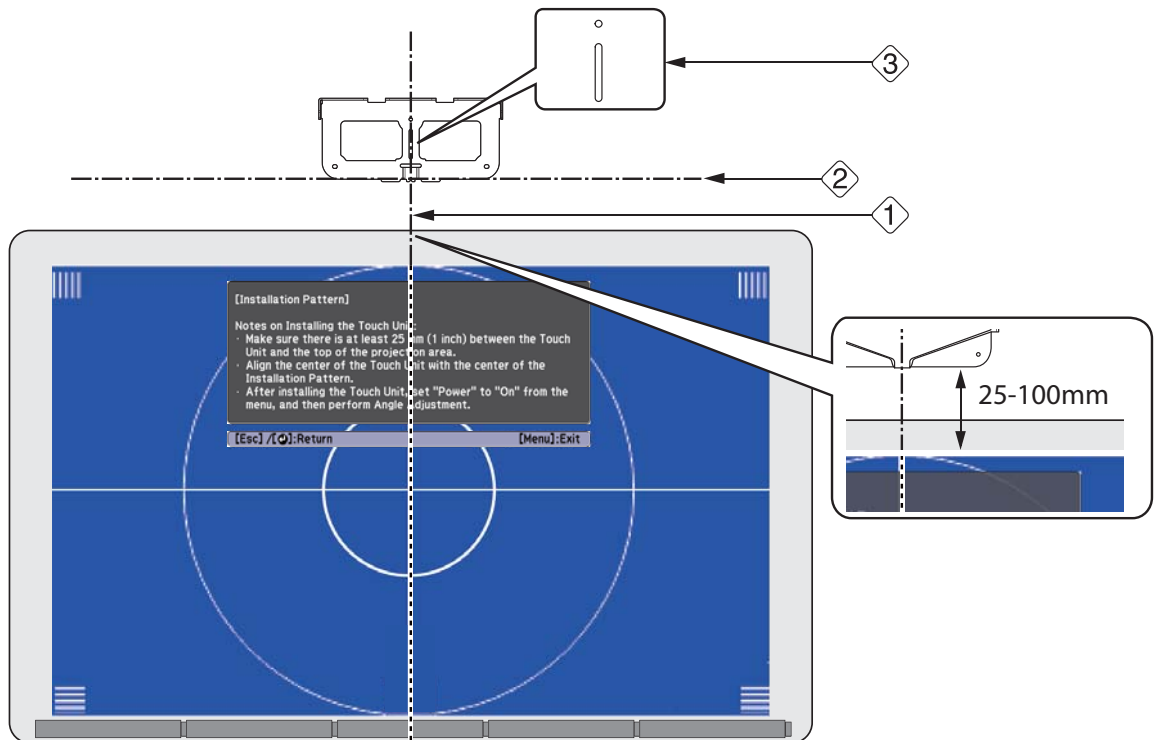 3
2
1
[Installation Pattern]
Notes on Installing the Touch Unit:
· Make sure there is at least 25 mm (1 inch) between the Touch
Unit and the top of the projection area.
· Align the center of the Touch Unit with the center of the
Installation Pattern.
· After installing the Touch Unit, set "Power" to "On" from the
menu, and then perform Angle Adjustment.
[Esc] /[↵]:Return [Menu]:Exit
25-100mm